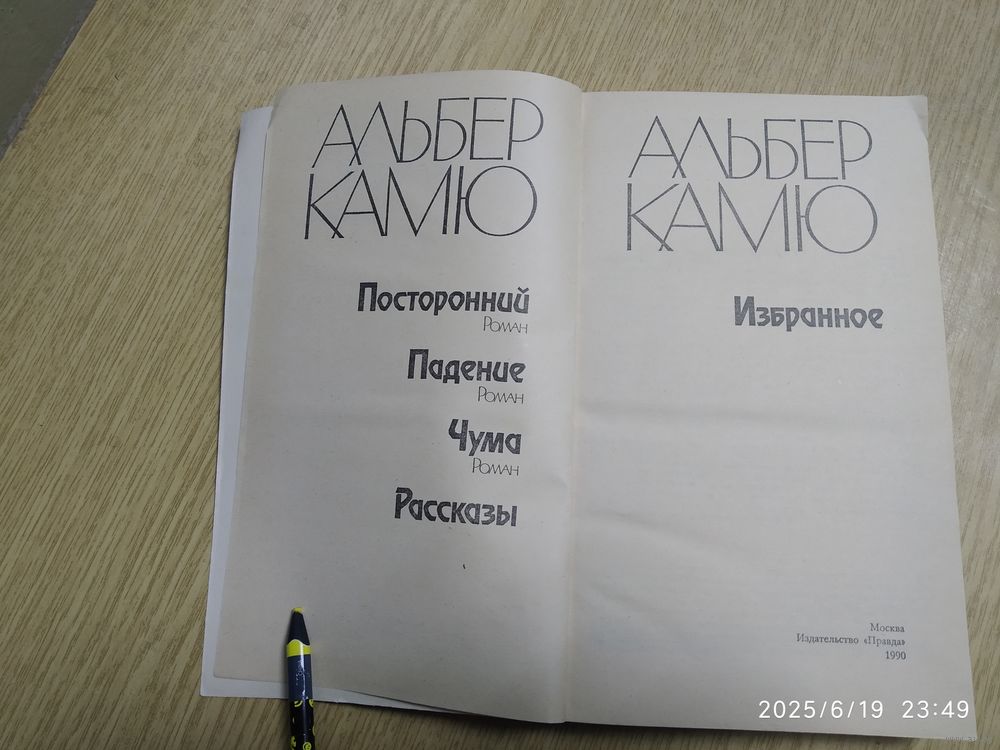 АЛЬБЕР
КАМЮ
Посторонний
Роман
Падение
Роман
Чума
Роман
Рассказы
АЛЬБЕР
КАМЮ
Избранное
Москва
Издательство «Правда»
1990
2025/6/19 23:49